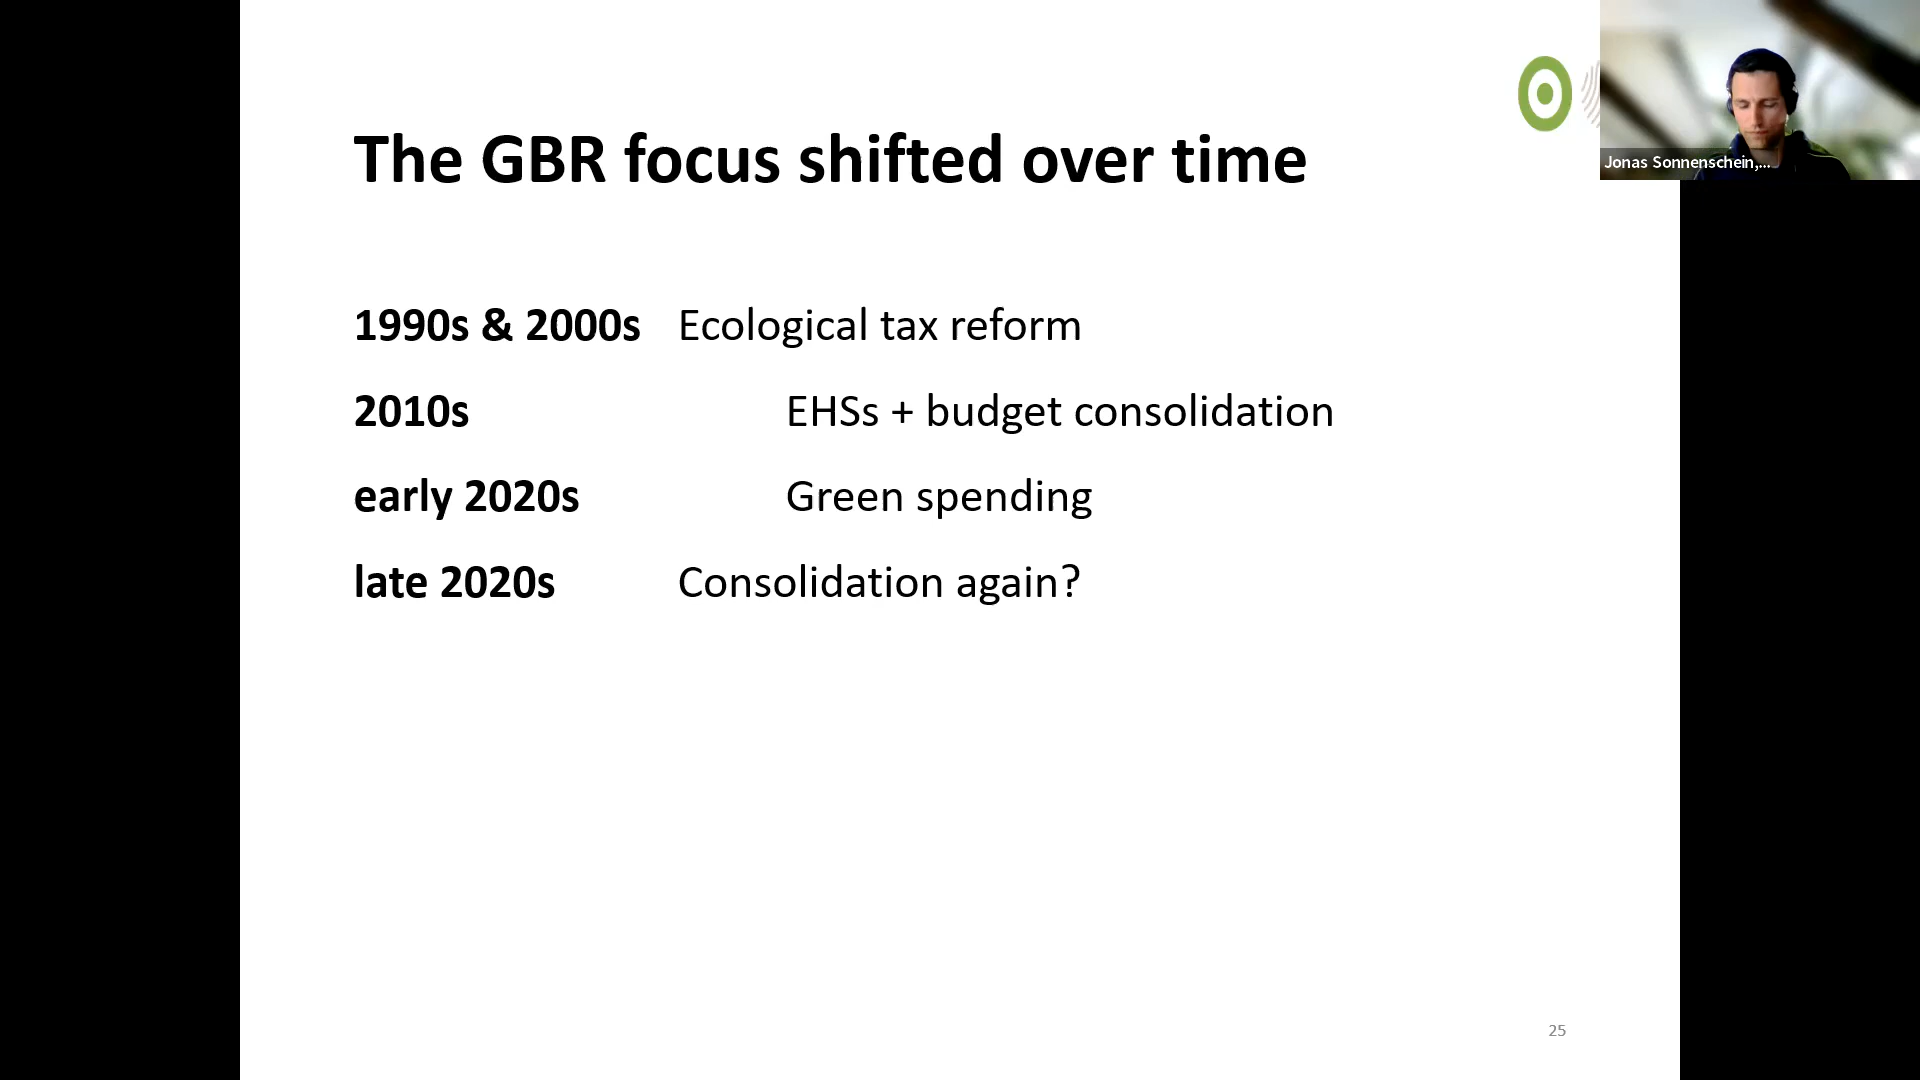 The GBR focus shifted over time
Jonas Sonnenschein,...
1990s & 2000s Ecological tax reform
2010s EHSs + budget consolidation
early 2020s Green spending
late 2020s Consolidation again?
25